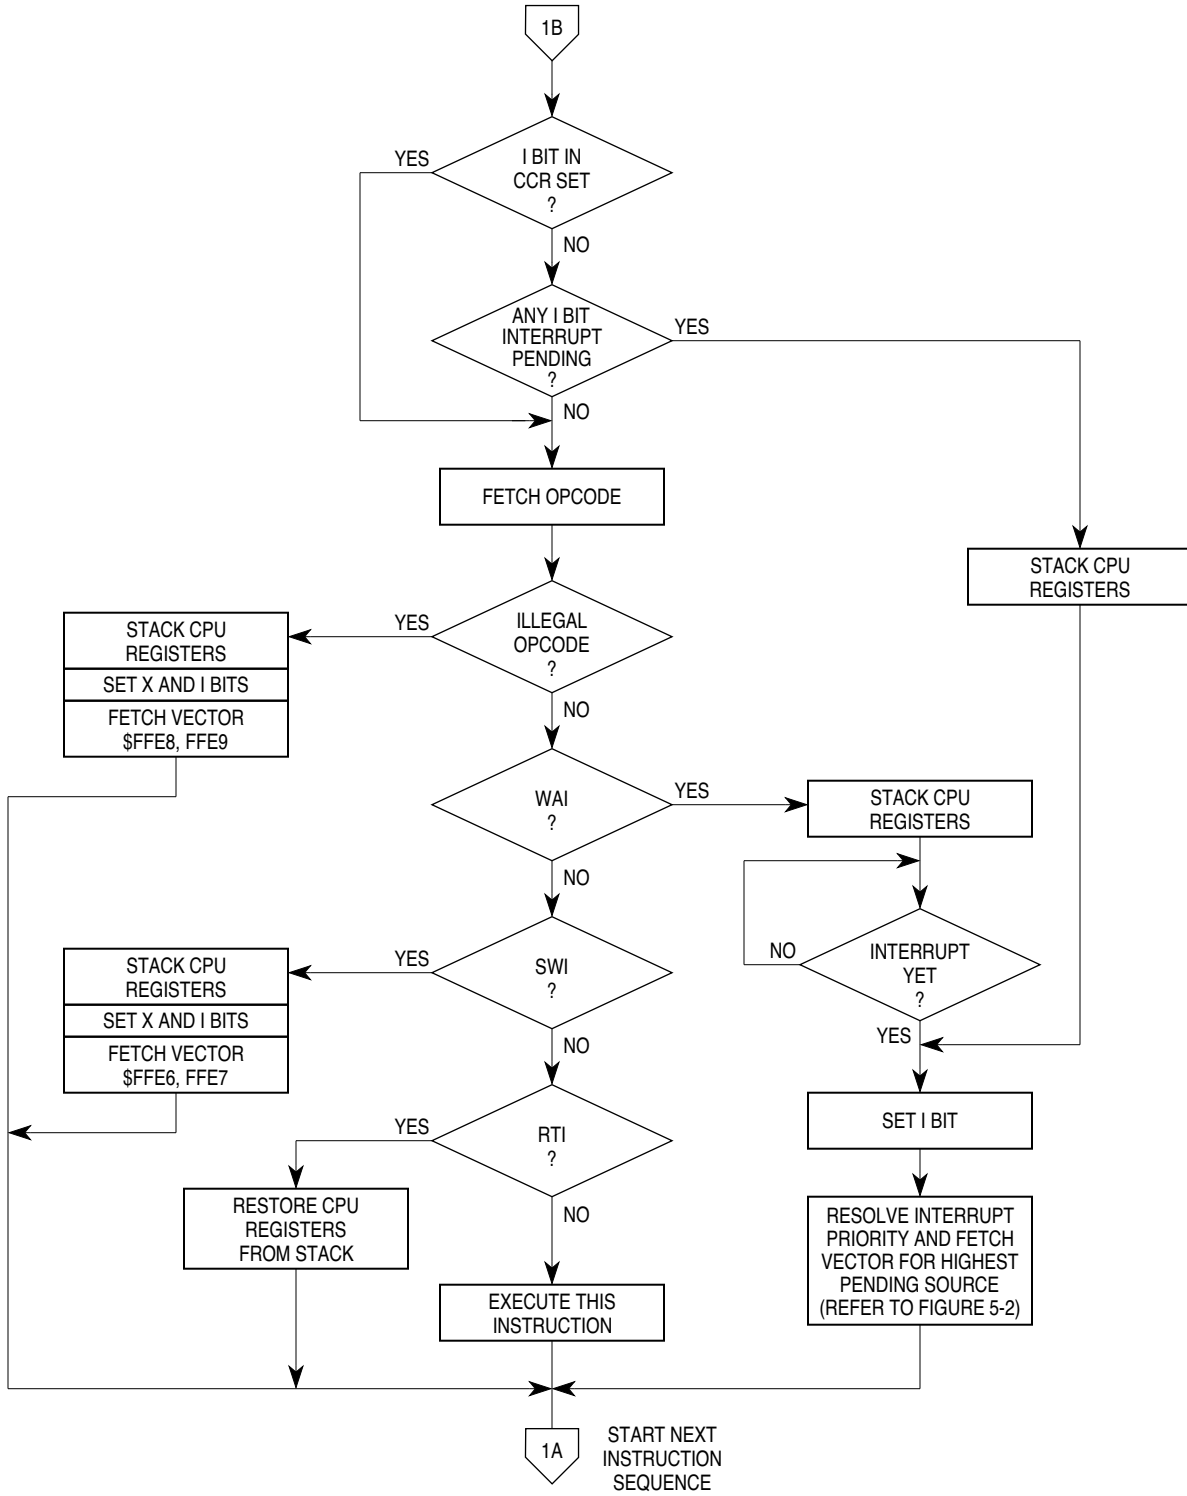 1B
YES
I BIT IN
CCR SET
?
NO
ANY I BIT
INTERRUPT
PENDING
?
YES
NO
FETCH OPCODE
STACK CPU
REGISTERS
STACK CPU
REGISTERS
SET X AND I BITS
FETCH VECTOR
$FFE8, FFE9
YES
ILLEGAL
OPCODE
?
NO
WAI
?
YES
STACK CPU
REGISTERS
NO
STACK CPU
REGISTERS
SET X AND I BITS
FETCH VECTOR
$FFE6, FFE7
YES
SWI
?
NO
INTERRUPT
YET
?
YES
NO
SET I BIT
YES
RTI
?
NO
RESTORE CPU
REGISTERS
FROM STACK
RESOLVE INTERRUPT
PRIORITY AND FETCH
VECTOR FOR HIGHEST
PENDING SOURCE
(REFER TO FIGURE 5-2)
EXECUTE THIS
INSTRUCTION
1A
START NEXT
INSTRUCTION
SEQUENCE